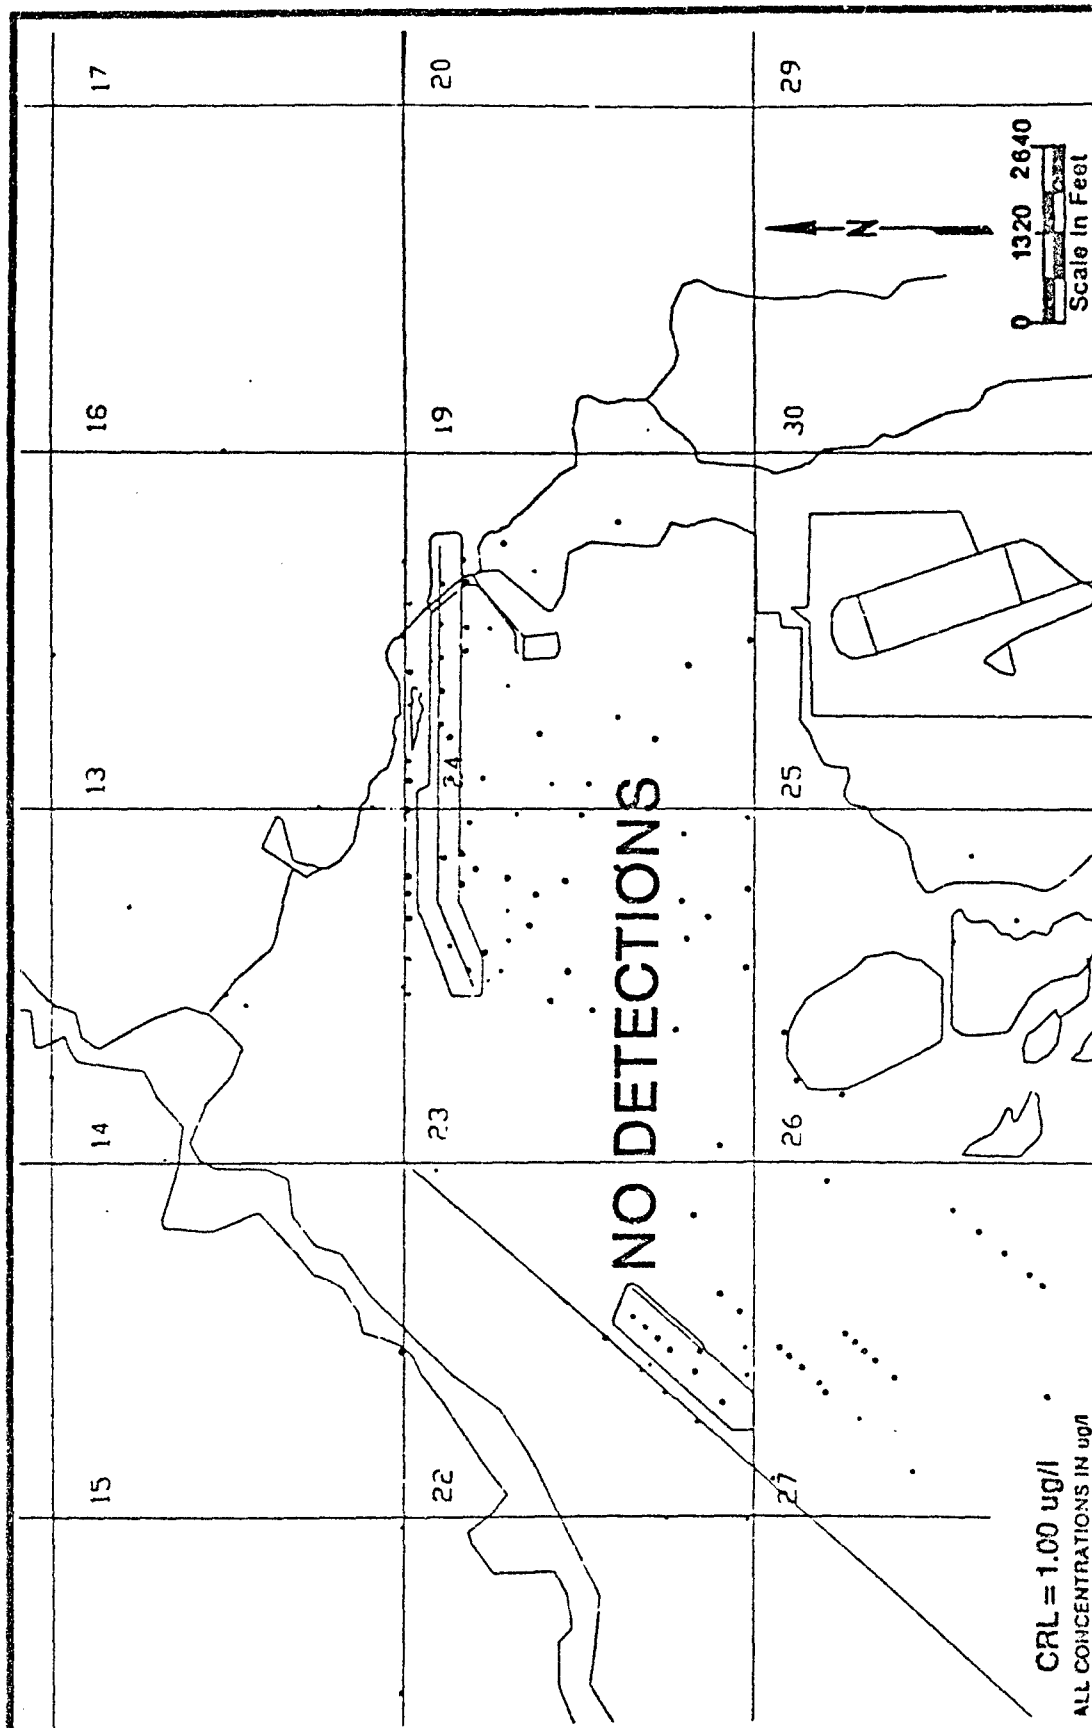 15 14 13 18 17
22 23 24 19 20
NO DETECTIONS
27 26 25 30 29
N
0 1320 2640
Scale In Feet
CRL = 1.00 ug/l
ALL CONCENTRATIONS IN ug/l